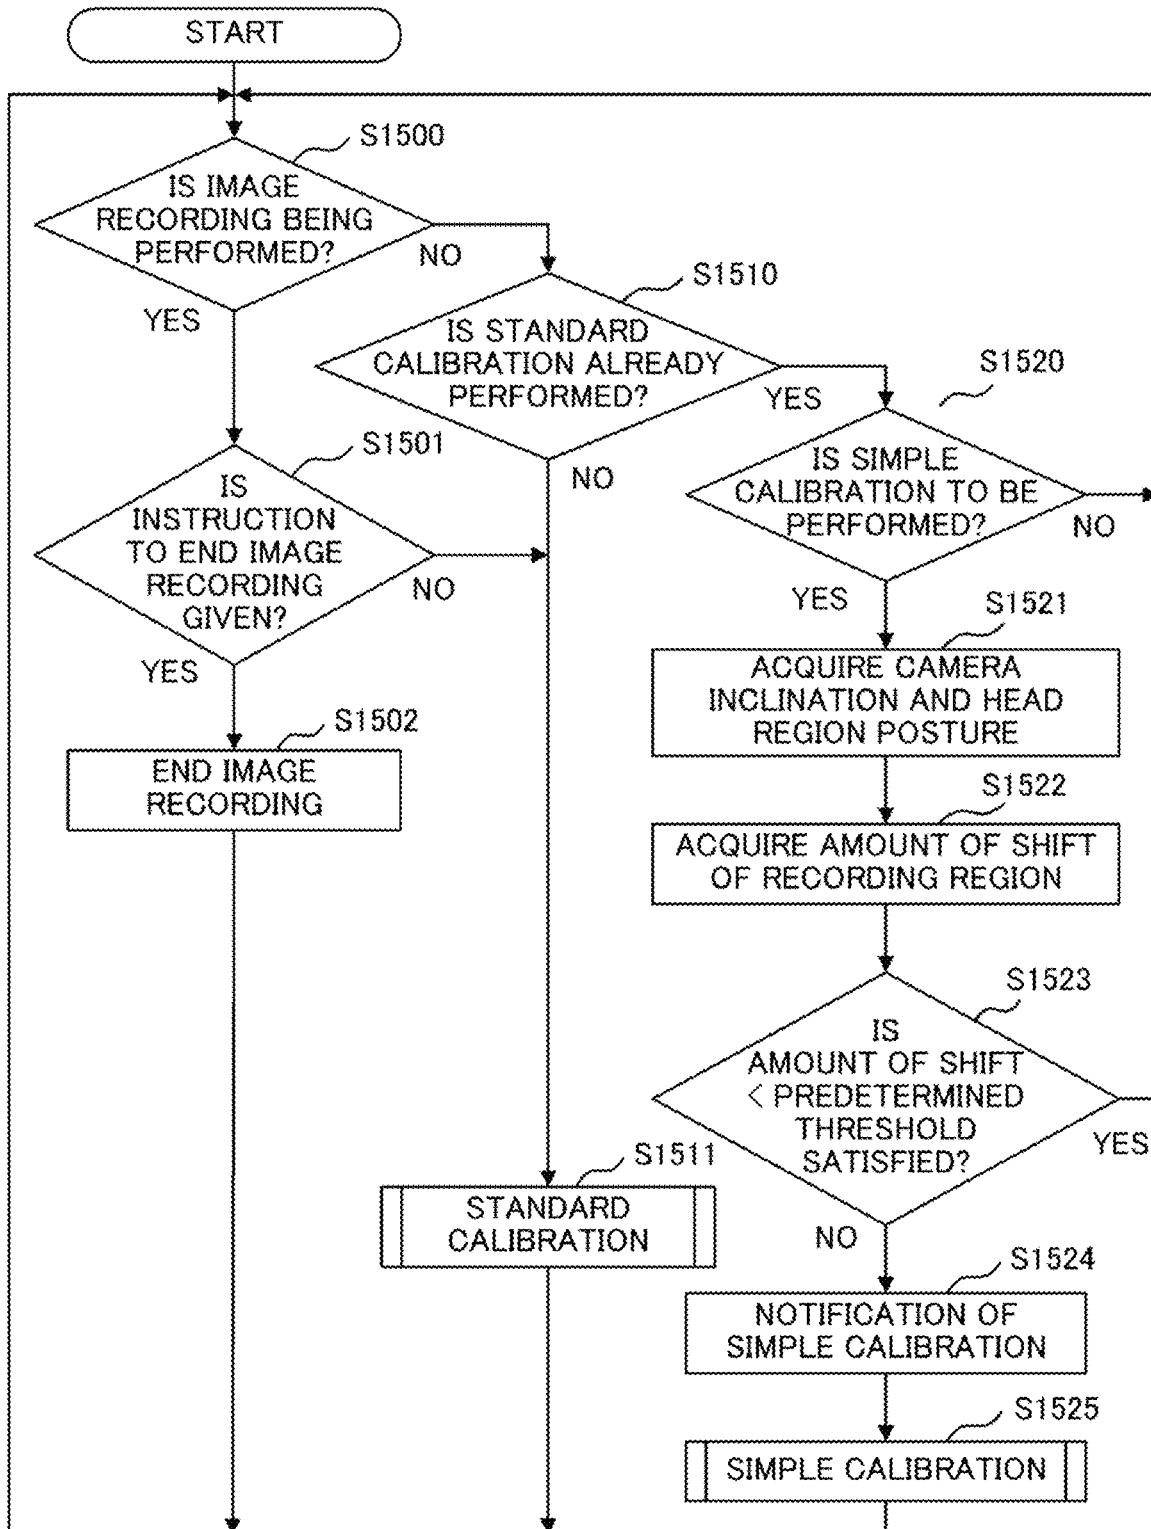 START
S1500
IS IMAGE
RECORDING BEING
PERFORMED?
NO
YES
S1510
IS STANDARD
CALIBRATION ALREADY
PERFORMED?
YES
NO
S1520
IS SIMPLE
CALIBRATION TO BE
PERFORMED?
NO
YES
S1501
IS
INSTRUCTION
TO END IMAGE
RECORDING
GIVEN?
NO
YES
S1502
END IMAGE
RECORDING
S1521
ACQUIRE CAMERA
INCLINATION AND HEAD
REGION POSTURE
S1522
ACQUIRE AMOUNT OF SHIFT
OF RECORDING REGION
S1523
IS
AMOUNT OF SHIFT
< PREDETERMINED
THRESHOLD
SATISFIED?
YES
NO
S1511
STANDARD
CALIBRATION
S1524
NOTIFICATION OF
SIMPLE CALIBRATION
S1525
SIMPLE CALIBRATION